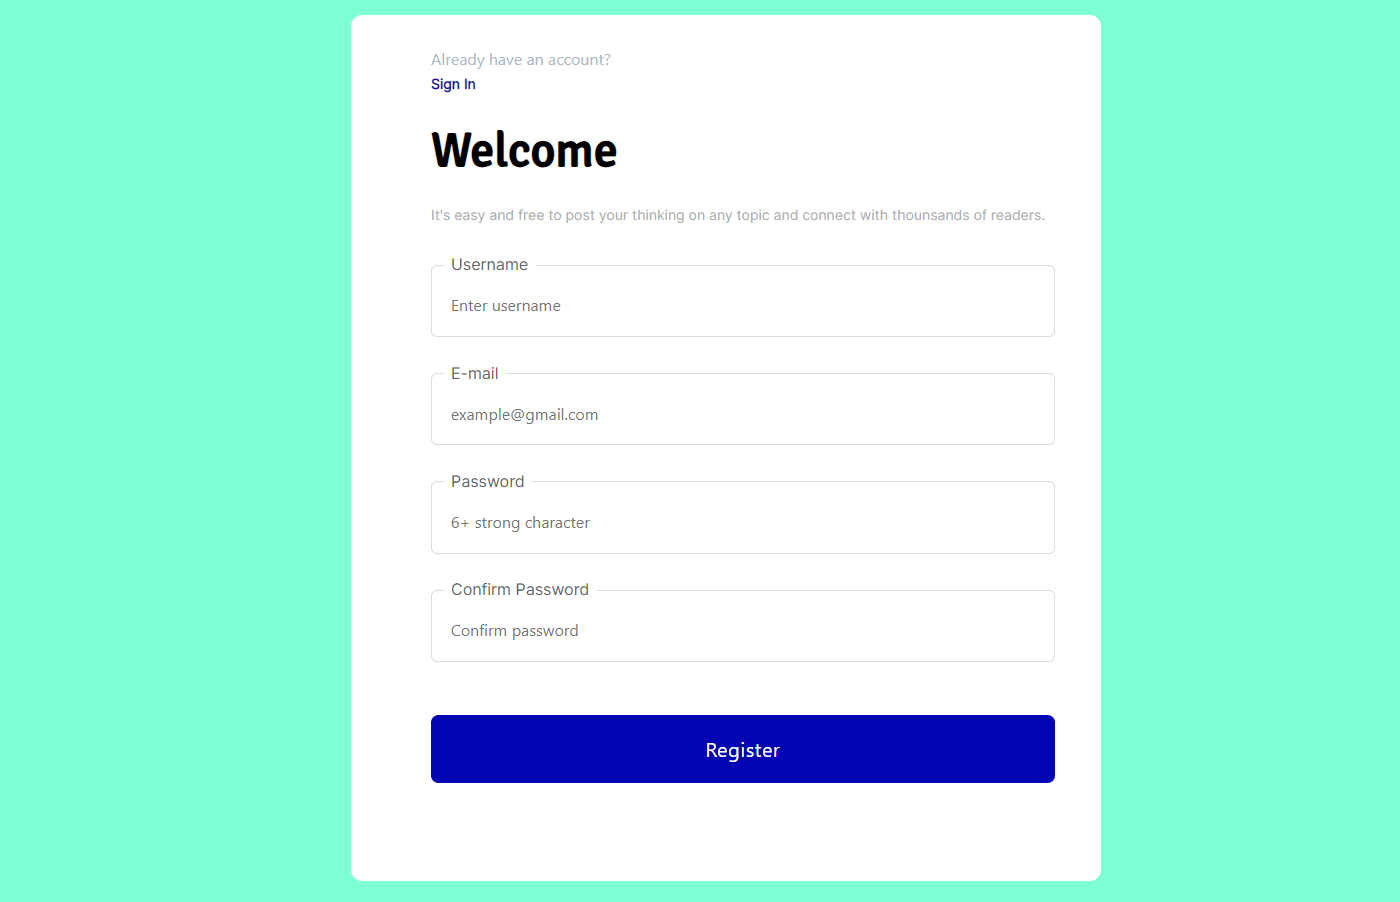 Already have an account?
Sign In
Welcome
It's easy and free to post your thinking on any topic and connect with thounsands of readers.
Username
Enter username
E-mail
example@gmail.com
Password
6+ strong character
Confirm Password
Confirm password
Register